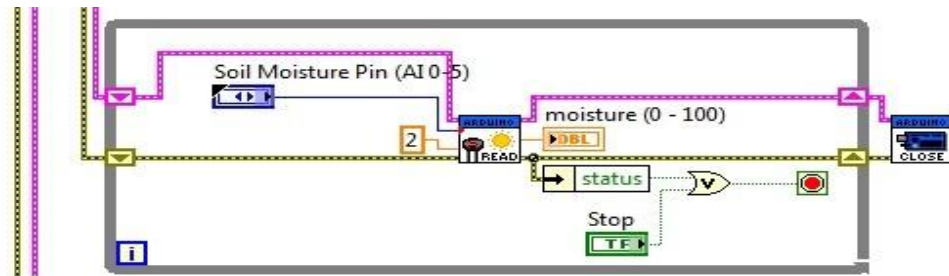 Soil Moisture Pin (AI 0-5)
ARDUINO
moisture (0 - 100)
ARDUINO
2
DBL
READ
CLOSE
status
V
Stop
TF
i